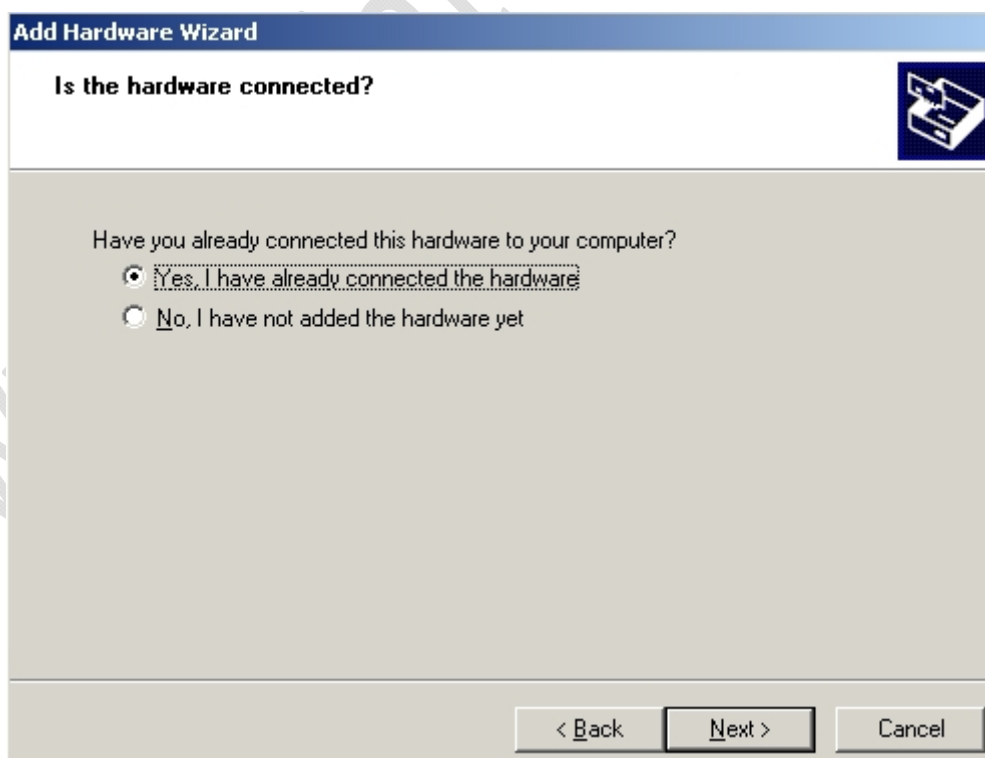 Add Hardware Wizard
Is the hardware connected?
Have you already connected this hardware to your computer?
Yes, I have already connected the hardware
No, I have not added the hardware yet
< Back Next > Cancel